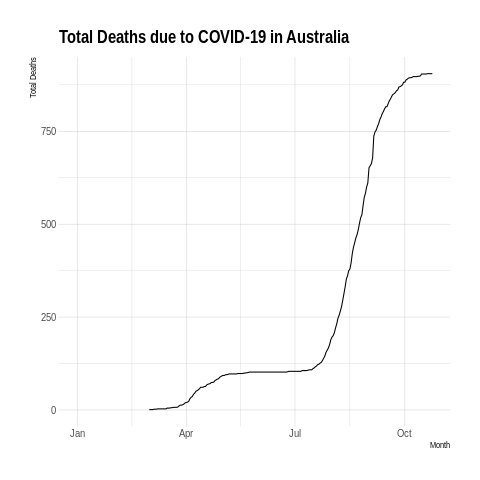 Total Deaths due to COVID-19 in Australia
Total Deaths
750
500
250
0
Jan Apr Jul Oct
Month